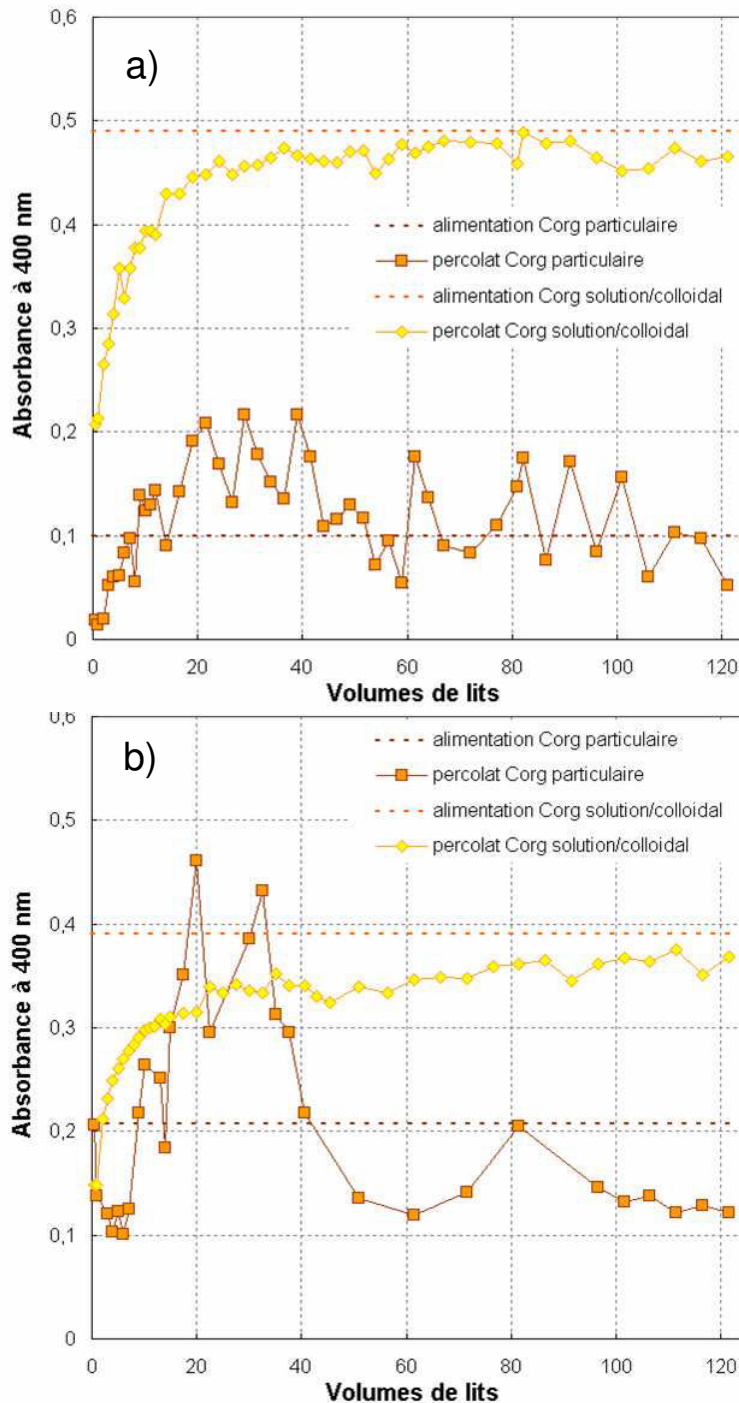 0,6
a)
0,5
0,4
alimentation Corg particulaire
percolat Corg particulaire
alimentation Corg solution/colloidal
percolat Corg solution/colloidal
0,3
0,2
0,1
0
Absorbance à 400 nm
0 20 40 60 80 100 120
Volumes de lits
0,6
b)
alimentation Corg particulaire
percolat Corg particulaire
alimentation Corg solution/colloidal
percolat Corg solution/colloidal
0,5
0,4
0,3
0,2
0,1
0
Absorbance à 400 nm
0 20 40 60 80 100 120
Volumes de lits